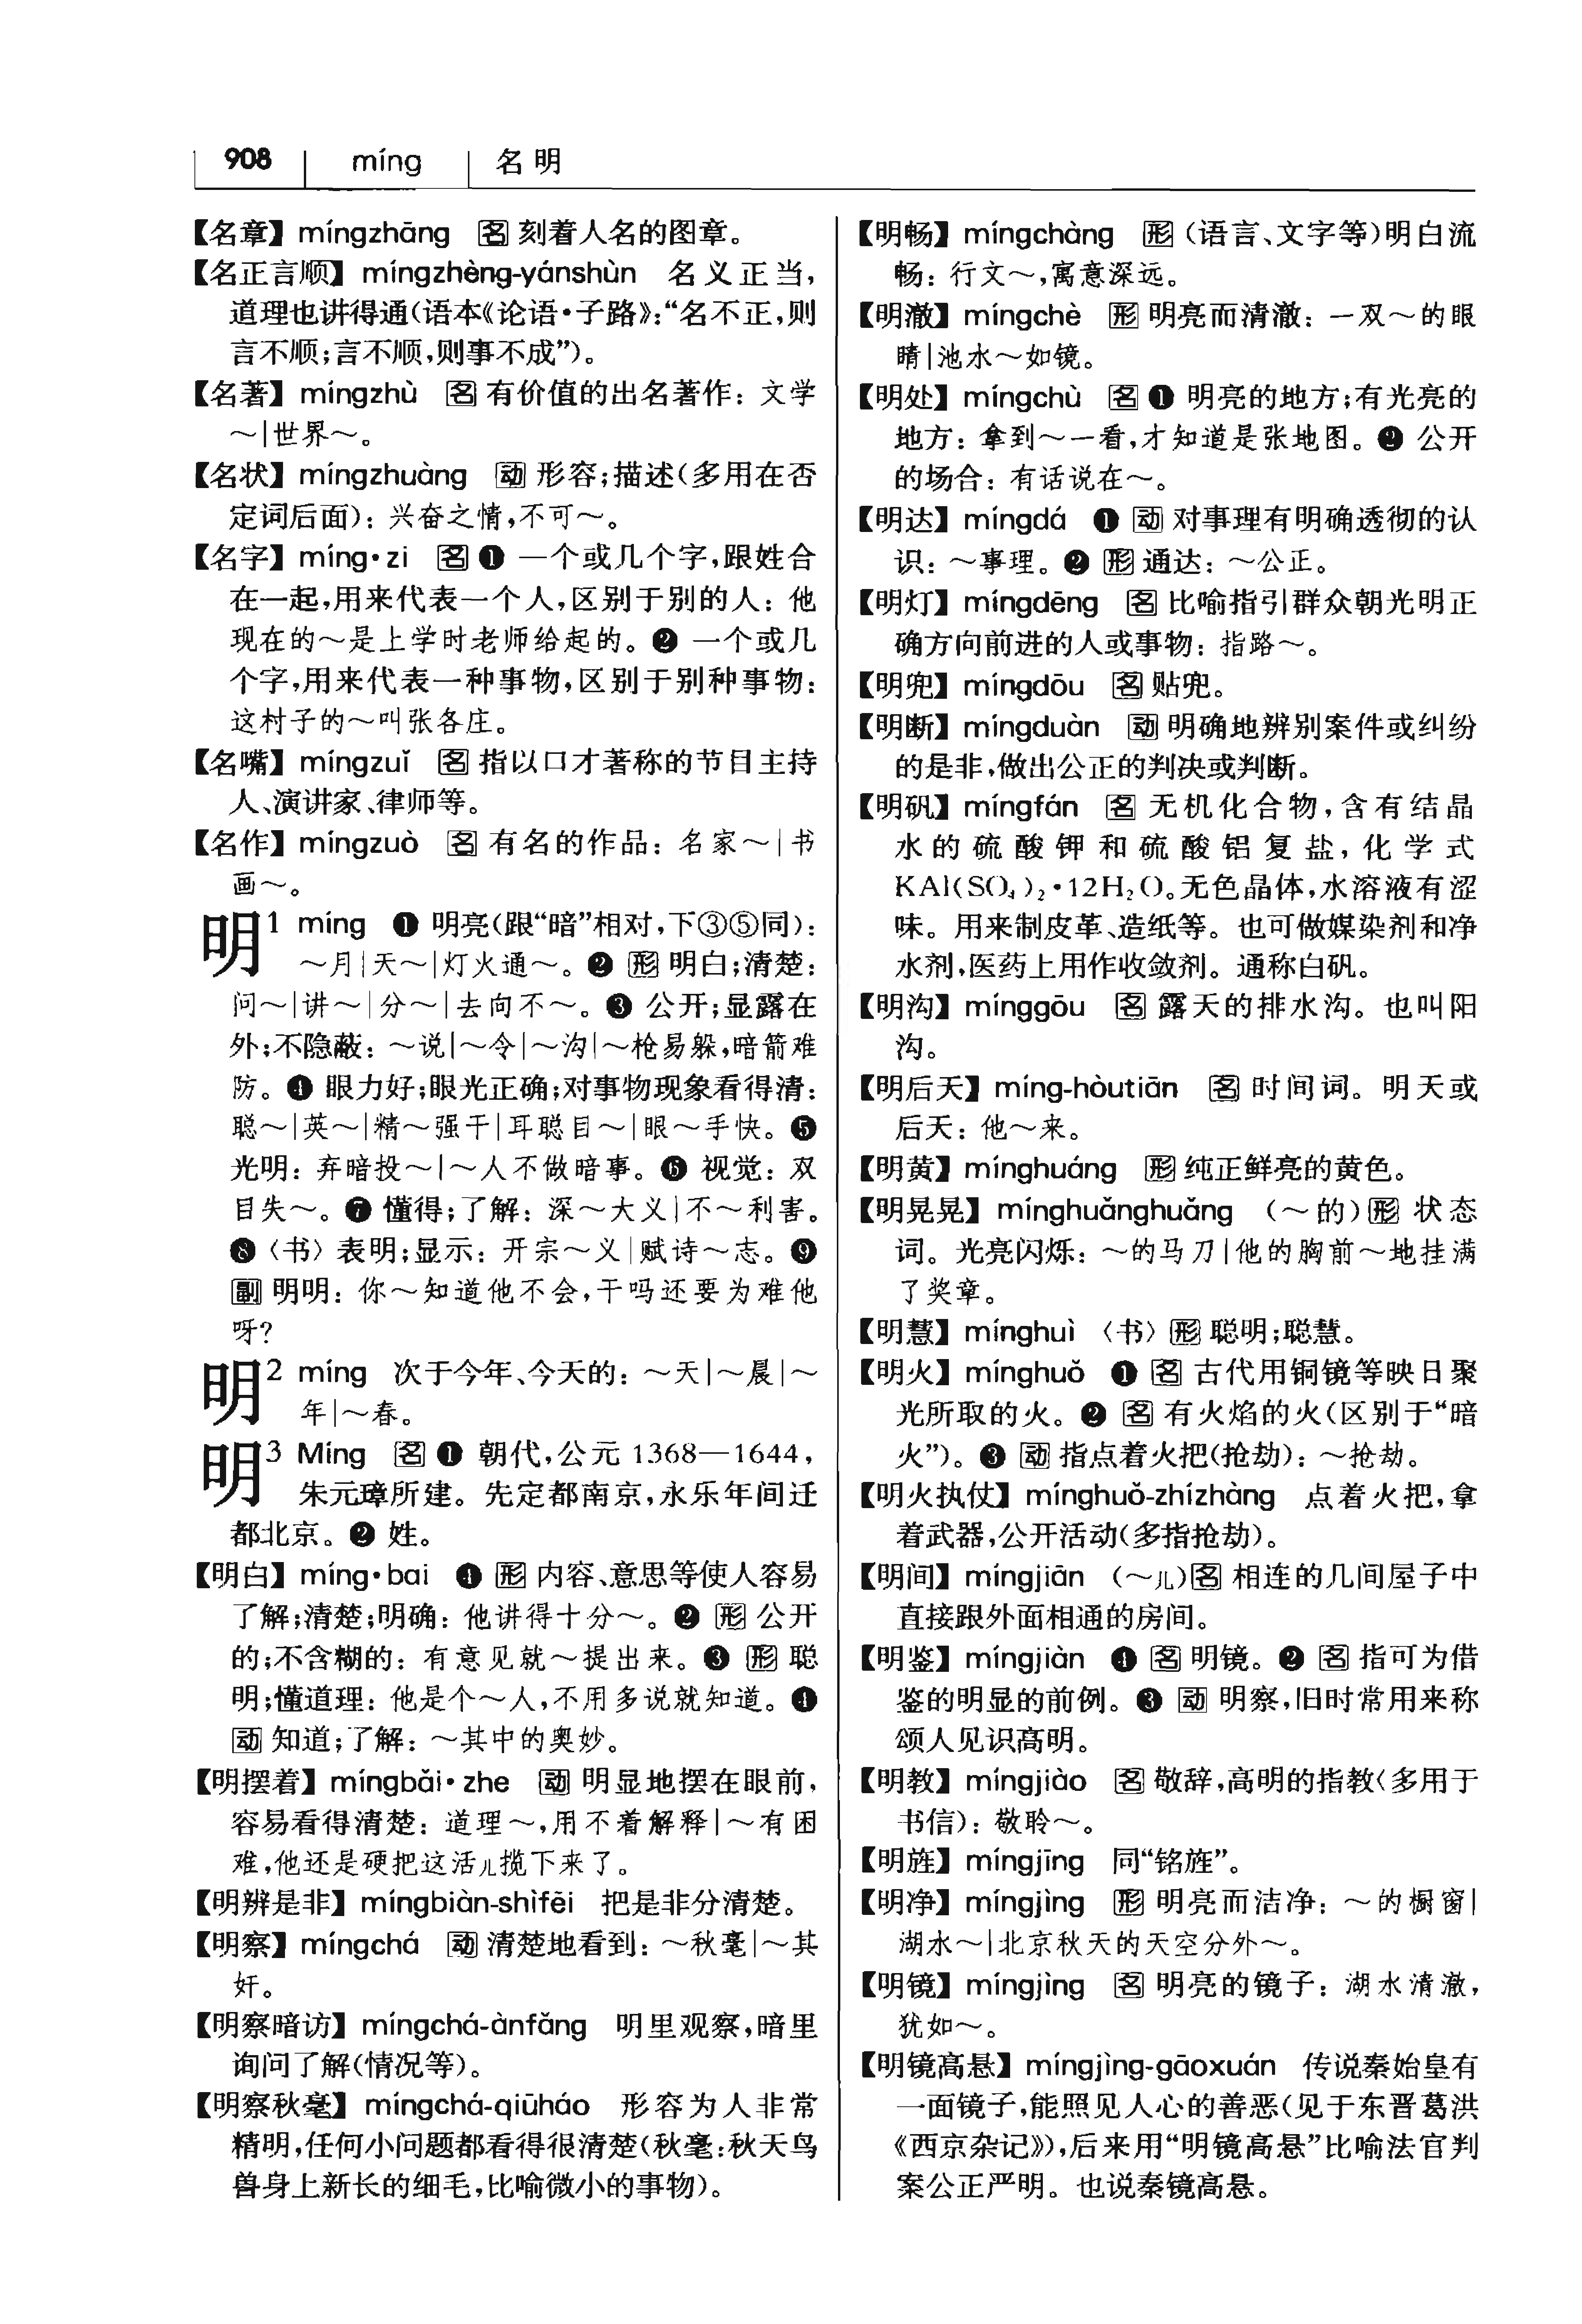 908 míng 名明
【名章】míngzhāng 名 刻着人名的图章。
【名正言顺】míngzhèng-yánshùn 名义正当,
道理也讲得通(语本《论语·子路》:“名不正,则
言不顺;言不顺,则事不成”)。
【名著】míngzhù 名 有价值的出名著作: 文学
~|世界~。
【名状】míngzhuàng 动 形容;描述(多用在否
定词后面): 兴奋之情,不可~。
【名字】míng·zi 名 ❶ 一个或几个字,跟姓合
在一起,用来代表一个人,区别于别的人: 他
现在的~是上学时老师给起的。❷ 一个或几
个字,用来代表一种事物,区别于别种事物:
这村子的~叫张各庄。
【名嘴】míngzuǐ 名 指以口才著称的节目主持
人、演讲家、律师等。
【名作】míngzuò 名 有名的作品: 名家~|书
画~。
明1 míng ❶ 明亮(跟“暗”相对,下③⑤同):
~月|天~|灯火通~。❷ 形 明白;清楚:
问~|讲~|分~|去向不~。❸ 公开;显露在
外;不隐蔽: ~说|~令|~沟|~枪易躲,暗箭难
防。❹ 眼力好;眼光正确;对事物现象看得清:
聪~|英~|精~强干|耳聪目~|眼~手快。❺
光明: 弃暗投~|~人不做暗事。❻ 视觉: 双
目失~。❼ 懂得;了解: 深~大义|不~利害。
❽〈书〉表明;显示: 开宗~义|赋诗~志。❾
副 明明: 你~知道他不会,干吗还要为难他
呀?
明2 míng 次于今年、今天的: ~天|~晨|~
年|~春。
明3 Míng 名 ❶ 朝代,公元 1368—1644,
朱元璋所建。先定都南京,永乐年间迁
都北京。❷ 姓。
【明白】míng·bai ❶ 形 内容、意思等使人容易
了解;清楚;明确: 他讲得十分~。❷ 形 公开
的;不含糊的: 有意见就~提出来。❸ 形 聪
明;懂道理: 他是个~人,不用多说就知道。❹
动 知道;了解: ~其中的奥妙。
【明摆着】míngbǎi·zhe 动 明显地摆在眼前,
容易看得清楚: 道理~,用不着解释|~有困
难,他还是硬把这活儿揽下来了。
【明辨是非】míngbiàn-shìfēi 把是非分清楚。
【明察】míngchá 动 清楚地看到: ~秋毫|~其
奸。
【明察暗访】míngchá-ànfǎng 明里观察,暗里
询问了解(情况等)。
【明察秋毫】míngchá-qiūháo 形容为人非常
精明,任何小问题都看得很清楚(秋毫:秋天鸟
兽身上新长的细毛,比喻微小的事物)。
【明畅】míngchàng 形 (语言、文字等)明白流
畅: 行文~,寓意深远。
【明澈】míngchè 形 明亮而清澈: 一双~的眼
睛|池水~如镜。
【明处】míngchù 名 ❶ 明亮的地方;有光亮的
地方: 拿到~一看,才知道是张地图。❷ 公开
的场合: 有话说在~。
【明达】míngdá ❶ 动 对事理有明确透彻的认
识: ~事理。❷ 形 通达: ~公正。
【明灯】míngdēng 名 比喻指引群众朝光明正
确方向前进的人或事物: 指路~。
【明兜】míngdōu 名 贴兜。
【明断】míngduàn 动 明确地辨别案件或纠纷
的是非,做出公正的判决或判断。
【明矾】míngfán 名 无机化合物,含有结晶
水的硫酸钾和硫酸铝复盐,化学式
KAl(SO₄)₂·12H₂O。无色晶体,水溶液有涩
味。用来制皮革、造纸等。也可做媒染剂和净
水剂,医药上用作收敛剂。通称白矾。
【明沟】mínggōu 名 露天的排水沟。也叫阳
沟。
【明后天】míng-hòutiān 名 时间词。明天或
后天: 他~来。
【明黄】mínghuáng 形 纯正鲜亮的黄色。
【明晃晃】mínghuǎnghuǎng (~的)形 状态
词。光亮闪烁: ~的马刀|他的胸前~地挂满
了奖章。
【明慧】mínghuì 〈书〉形 聪明;聪慧。
【明火】mínghuǒ ❶ 名 古代用铜镜等映日聚
光所取的火。❷ 名 有火焰的火(区别于“暗
火”)。❸ 动 指点着火把(抢劫): ~抢劫。
【明火执仗】mínghuǒ-zhízhàng 点着火把,拿
着武器,公开活动(多指抢劫)。
【明间】míngjiān (~儿)名 相连的几间屋子中
直接跟外面相通的房间。
【明鉴】míngjiàn ❶ 名 明镜。❷ 名 指可为借
鉴的明显的前例。❸ 动 明察,旧时常用来称
颂人见识高明。
【明教】míngjiào 名 敬辞,高明的指教(多用于
书信): 敬聆~。
【明旌】míngjīng 同“铭旌”。
【明净】míngjìng 形 明亮而洁净: ~的橱窗|
湖水~|北京秋天的天空分外~。
【明镜】míngjìng 名 明亮的镜子: 湖水清澈,
犹如~。
【明镜高悬】míngjìng-gāoxuán 传说秦始皇有
一面镜子,能照见人心的善恶(见于东晋葛洪
《西京杂记》),后来用“明镜高悬”比喻法官判
案公正严明。也说秦镜高悬。